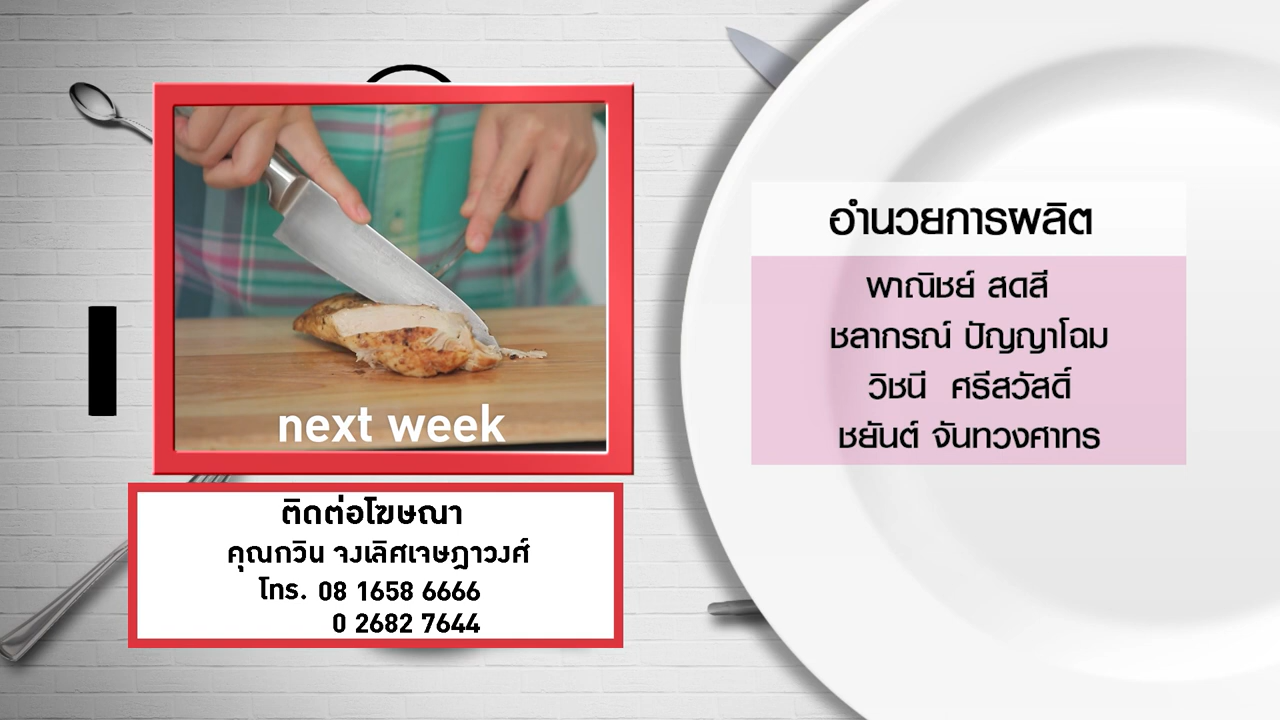 next week
ติดต่อโฆษณา
คุณกวิน จงเลิศเจษฎาวงศ์
โทร. 08 1658 6666
0 2682 7644
อำนวยการผลิต
พาณิชย์ สดสี
ชลากรณ์ ปัญญาโฉม
วิชนี ศรีสวัสดิ์
ชยันต์ จันทวงศาทร